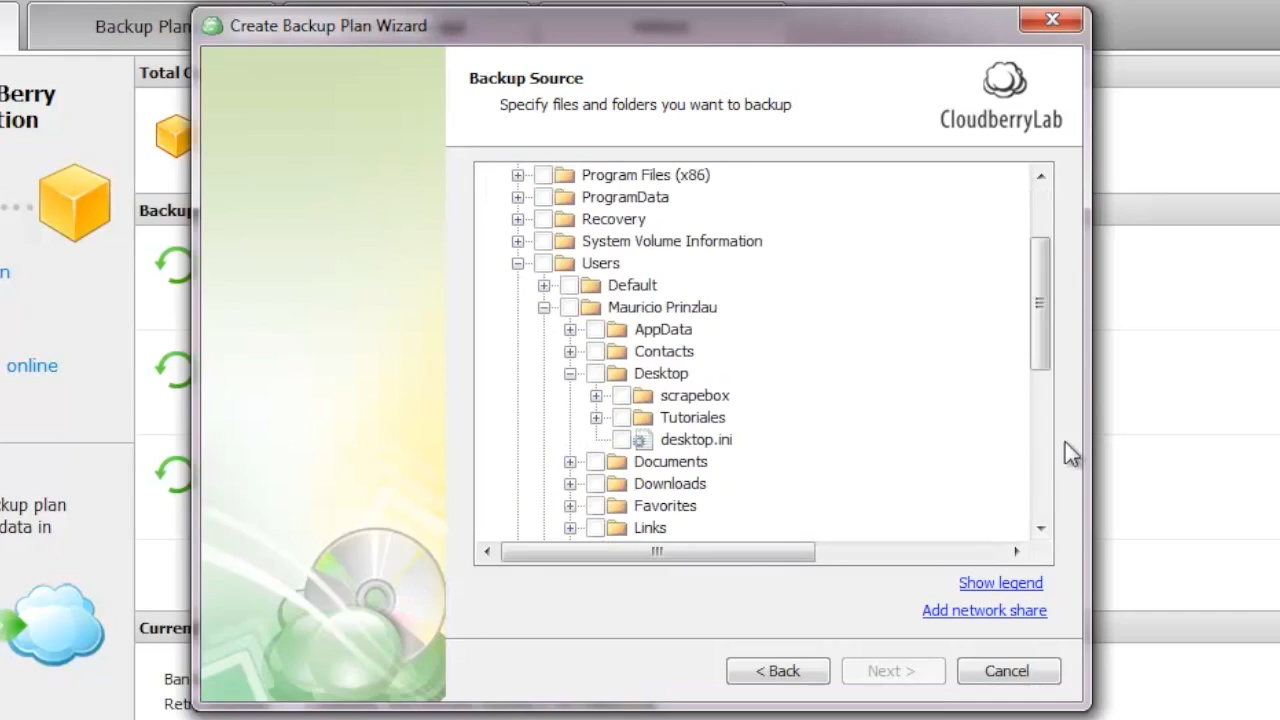 Backup Plan
Create Backup Plan Wizard
Berry
tion
n
online
kup plan
data in
Total C
Backup
Curren
Ban
Retr
Backup Source
Specify files and folders you want to backup
CloudberryLab
Program Files (x86)
ProgramData
Recovery
System Volume Information
Users
Default
Mauricio Prinzlau
AppData
Contacts
Desktop
scrapebox
Tutoriales
desktop.ini
Documents
Downloads
Favorites
Links
Show legend
Add network share
< Back
Next >
Cancel